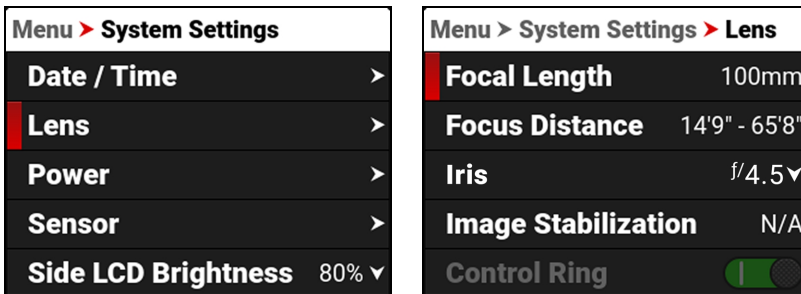 Menu > System Settings
Date / Time
Lens
Power
Sensor
Side LCD Brightness 80%
Menu > System Settings > Lens
Focal Length 100mm
Focus Distance 14'9" - 65'8"
Iris ƒ/4.5
Image Stabilization N/A
Control Ring